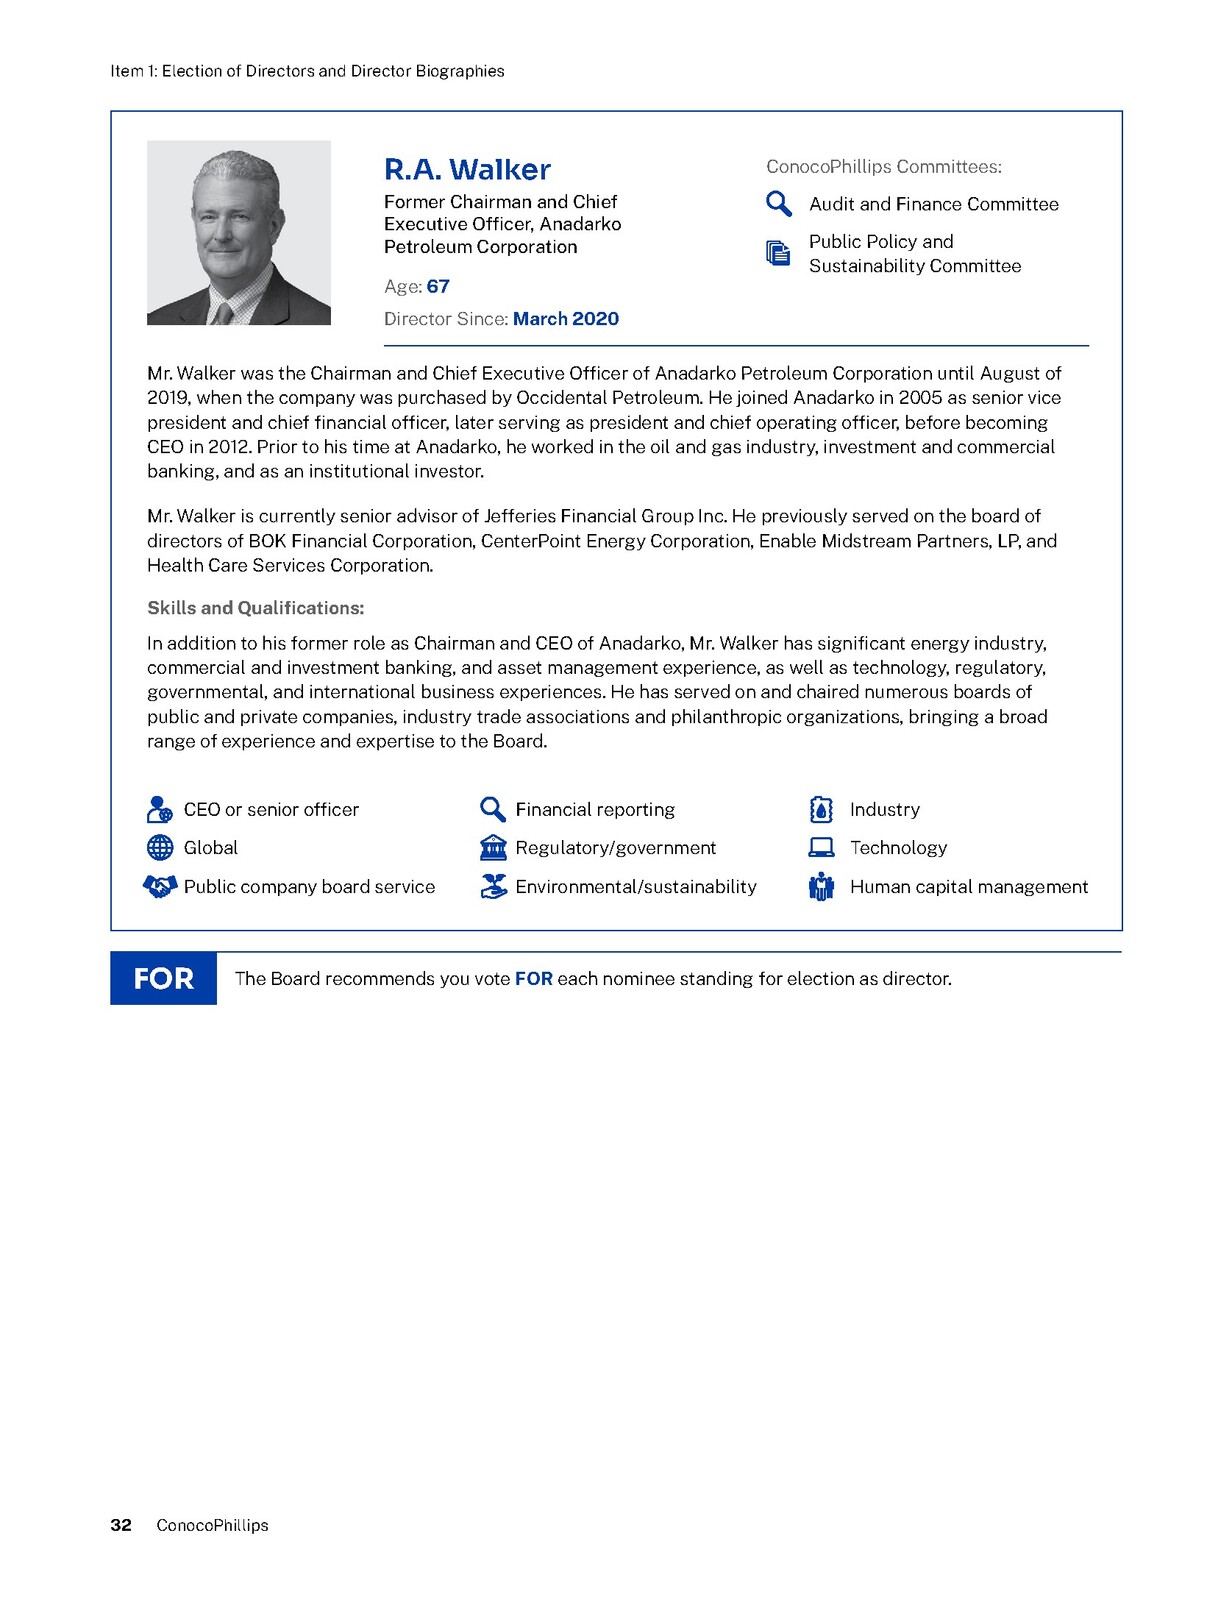 Item 1: Election of Directors and Director Biographies
R.A. Walker
Former Chairman and Chief
Executive Officer, Anadarko
Petroleum Corporation
Age: 67
Director Since: March 2020
ConocoPhillips Committees:
Audit and Finance Committee
Public Policy and
Sustainability Committee
Mr. Walker was the Chairman and Chief Executive Officer of Anadarko Petroleum Corporation until August of
2019, when the company was purchased by Occidental Petroleum. He joined Anadarko in 2005 as senior vice
president and chief financial officer, later serving as president and chief operating officer, before becoming
CEO in 2012. Prior to his time at Anadarko, he worked in the oil and gas industry, investment and commercial
banking, and as an institutional investor.
Mr. Walker is currently senior advisor of Jefferies Financial Group Inc. He previously served on the board of
directors of BOK Financial Corporation, CenterPoint Energy Corporation, Enable Midstream Partners, LP, and
Health Care Services Corporation.
Skills and Qualifications:
In addition to his former role as Chairman and CEO of Anadarko, Mr. Walker has significant energy industry,
commercial and investment banking, and asset management experience, as well as technology, regulatory,
governmental, and international business experiences. He has served on and chaired numerous boards of
public and private companies, industry trade associations and philanthropic organizations, bringing a broad
range of experience and expertise to the Board.
CEO or senior officer
Financial reporting
Industry
Global
Regulatory/government
Technology
Public company board service
Environmental/sustainability
Human capital management
FOR
The Board recommends you vote FOR each nominee standing for election as director.
32 ConocoPhillips